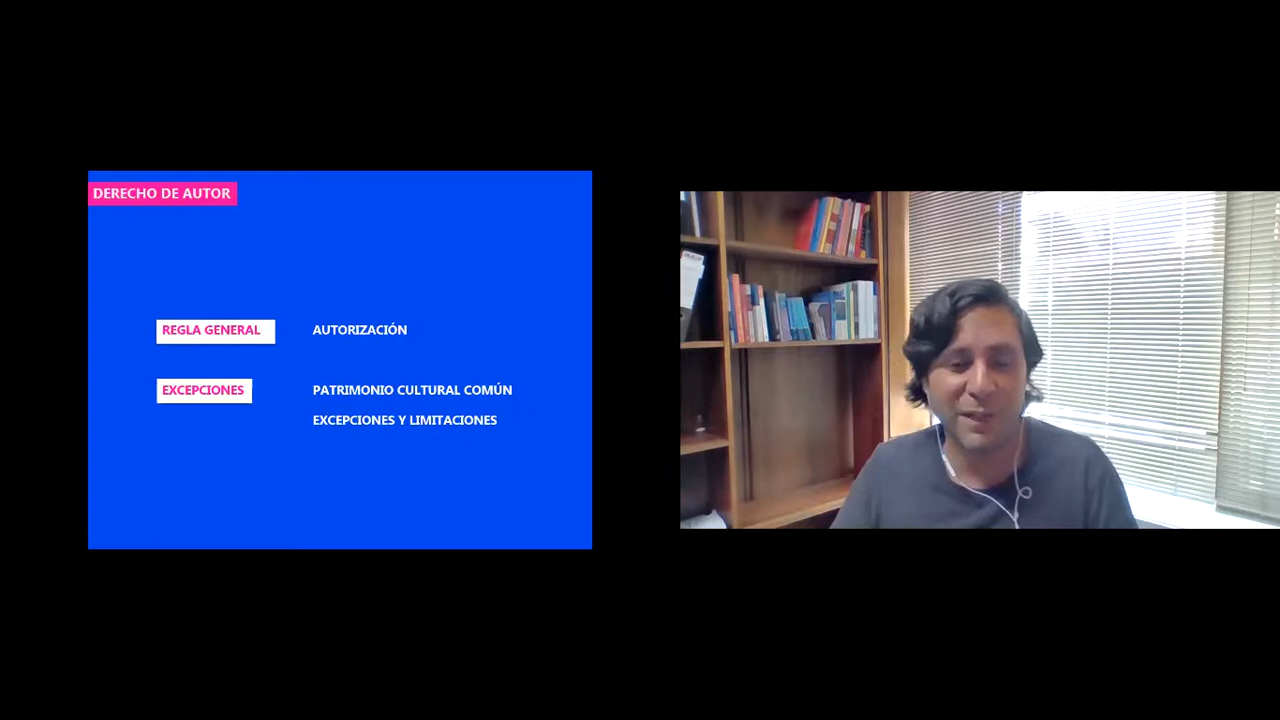 DERECHO DE AUTOR
REGLA GENERAL AUTORIZACIÓN
EXCEPCIONES PATRIMONIO CULTURAL COMÚN
EXCEPCIONES Y LIMITACIONES